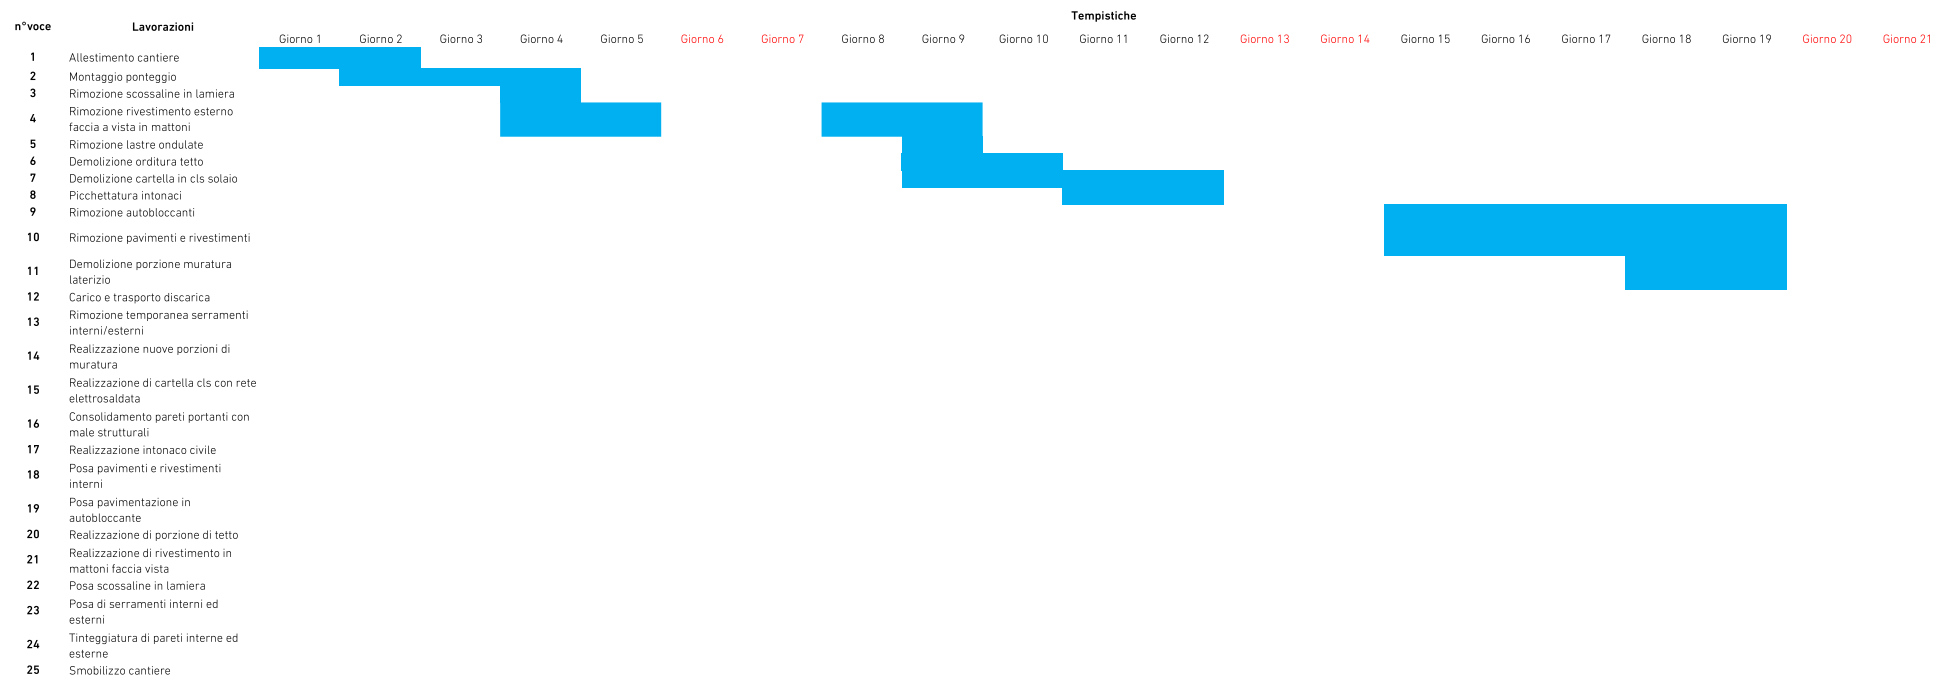 Tempistiche
n°voce Lavorazioni
Giorno 1 Giorno 2 Giorno 3 Giorno 4 Giorno 5 Giorno 6 Giorno 7 Giorno 8 Giorno 9 Giorno 10 Giorno 11 Giorno 12 Giorno 13 Giorno 14 Giorno 15 Giorno 16 Giorno 17 Giorno 18 Giorno 19 Giorno 20 Giorno 21
1 Allestimento cantiere
2 Montaggio ponteggio
3 Rimozione scossaline in lamiera
4 Rimozione rivestimento esterno
faccia a vista in mattoni
5 Rimozione lastre ondulate
6 Demolizione orditura tetto
7 Demolizione cartella in cls solaio
8 Picchettatura intonaci
9 Rimozione autobloccanti
10 Rimozione pavimenti e rivestimenti
11 Demolizione porzione muratura
laterizio
12 Carico e trasporto discarica
13 Rimozione temporanea serramenti
interni/esterni
14 Realizzazione nuove porzioni di
muratura
15 Realizzazione di cartella cls con rete
elettrosaldata
16 Consolidamento pareti portanti con
male strutturali
17 Realizzazione intonaco civile
18 Posa pavimenti e rivestimenti
interni
19 Posa pavimentazione in
autobloccante
20 Realizzazione di porzione di tetto
21 Realizzazione di rivestimento in
mattoni faccia vista
22 Posa scossaline in lamiera
23 Posa di serramenti interni ed
esterni
24 Tinteggiatura di pareti interne ed
esterne
25 Smobilizzo cantiere